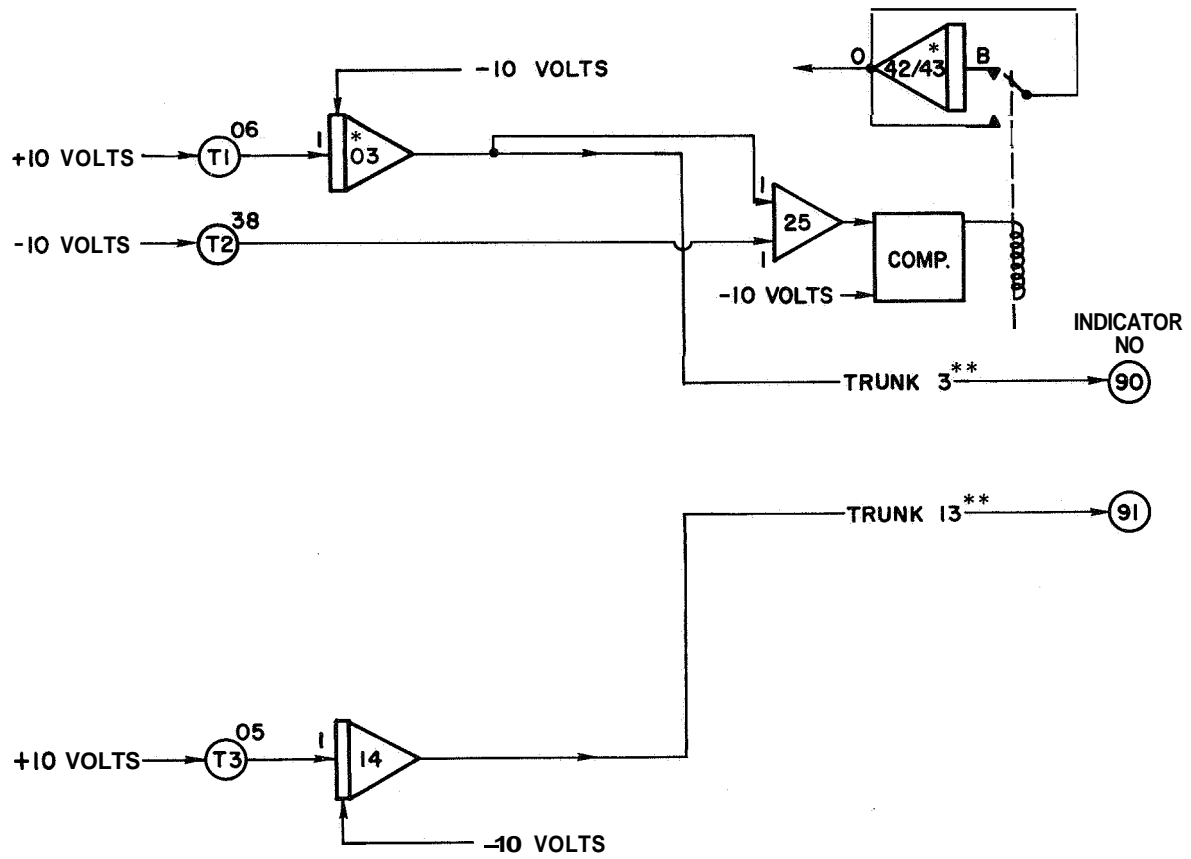 -10 VOLTS
O
*
42/43
B
06
+10 VOLTS
T1
1
*
03
38
-10 VOLTS
T2
1
25
1
COMP.
-10 VOLTS
INDICATOR
NO
TRUNK 3**
90
TRUNK 13**
91
05
+10 VOLTS
T3
1
14
-10 VOLTS